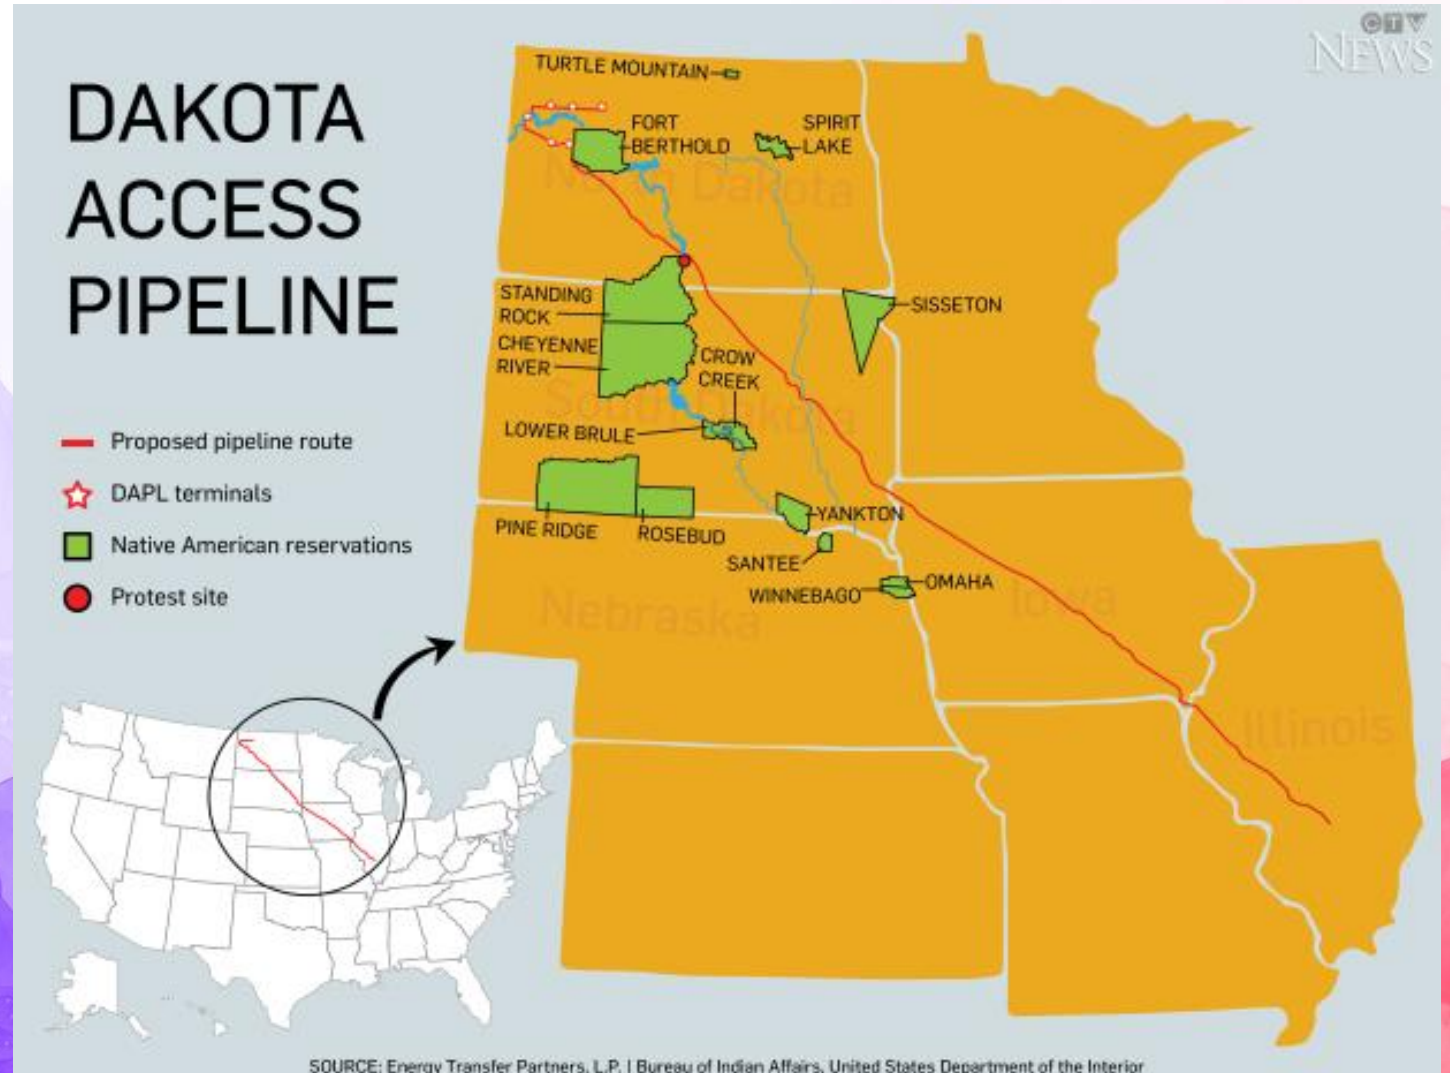 CTV
NEWS
DAKOTA
ACCESS
PIPELINE
Proposed pipeline route
DAPL terminals
Native American reservations
Protest site
TURTLE MOUNTAIN
FORT
BERTHOLD
SPIRIT
LAKE
North Dakota
STANDING
ROCK
SISSETON
CHEYENNE
RIVER
CROW
CREEK
South Dakota
LOWER BRULE
PINE RIDGE
ROSEBUD
YANKTON
SANTEE
WINNEBAGO
OMAHA
Nebraska
Iowa
Illinois
SOURCE: Energy Transfer Partners, L.P. | Bureau of Indian Affairs, United States Department of the Interior